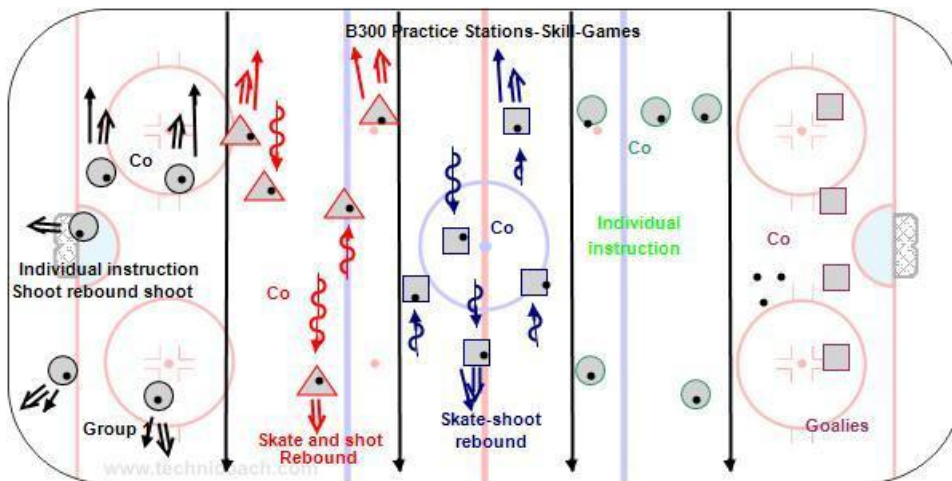 B300 Practice Stations-Skill-Games
Co
Co
Co
Individual
instruction
Co
Individual instruction
Shoot rebound shoot
Co
Group 1
Skate and shot
Rebound
Skate-shoot
rebound
Goalies
www.technicoach.com